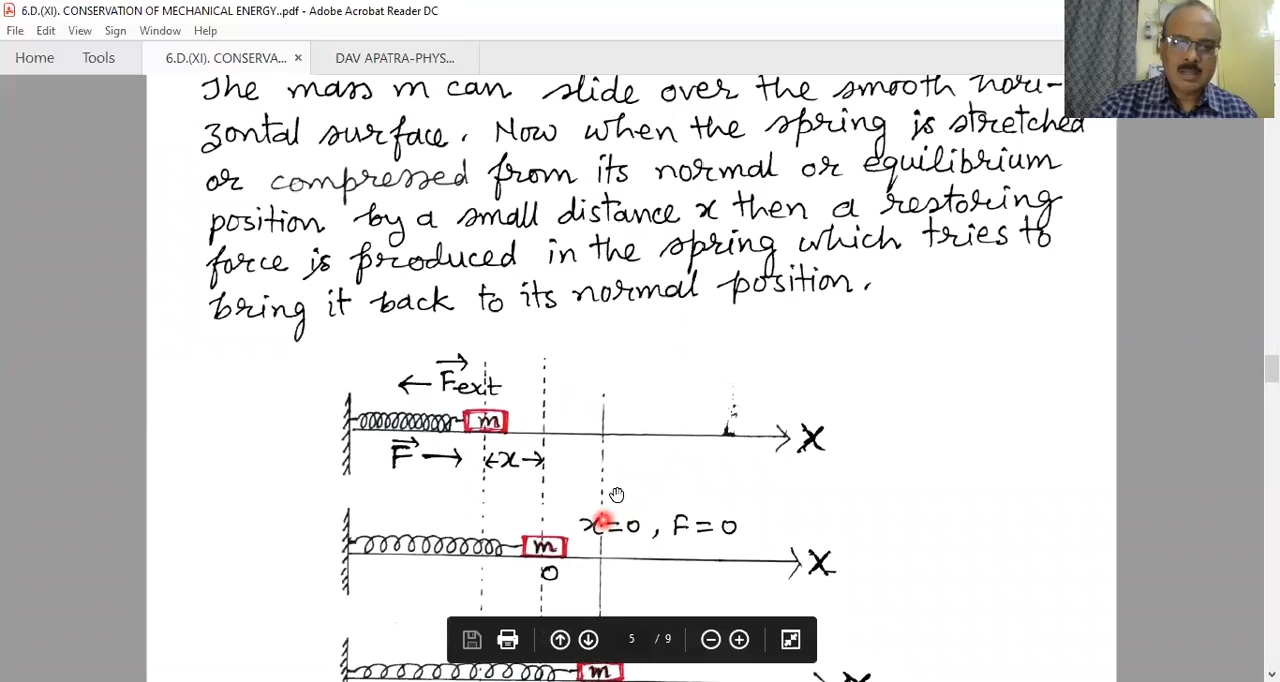 6.D.(XI). CONSERVATION OF MECHANICAL ENERGY..pdf - Adobe Acrobat Reader DC
File Edit View Sign Window Help
Home Tools 6.D.(XI). CONSERVA... × DAV APATRA-PHYS...
The mass m can slide over the smooth hori-
zontal surface. Now when the spring is stretched
or compressed from its normal or equilibrium
position by a small distance x then a restoring
force is produced in the spring which tries to
bring it back to its normal position.
← F⃗ext
m
X
F⃗ → ←x→
x=0, F=0
m
X
O
5 / 9
m